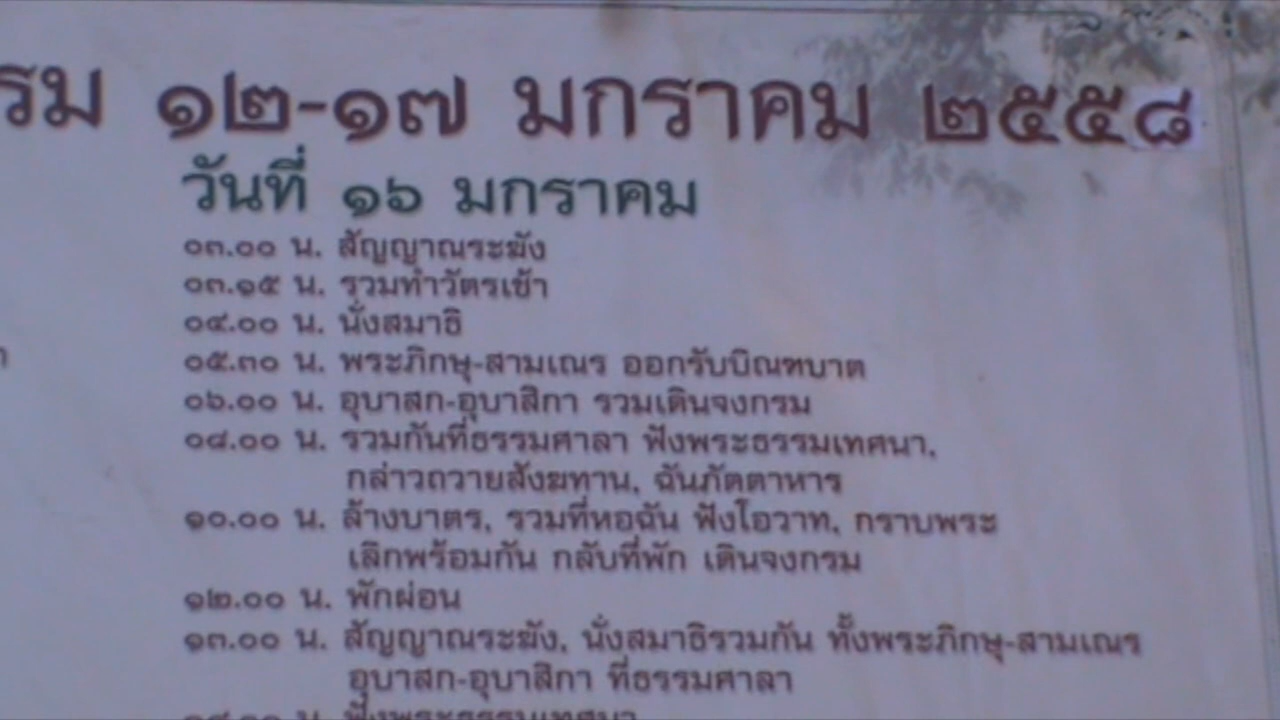 รม ๑๒-๑๗ มกราคม ๒๕๕๘
วันที่ ๑๖ มกราคม
๐๓.๐๐ น. สัญญาณระฆัง
๐๓.๑๕ น. รวมทำวัตรเช้า
๐๔.๐๐ น. นั่งสมาธิ
๐๕.๓๐ น. พระภิกษุ-สามเณร ออกรับบิณฑบาต
๐๖.๐๐ น. อุบาสก-อุบาสิกา รวมเดินจงกรม
๐๘.๐๐ น. รวมกันที่ธรรมศาลา ฟังพระธรรมเทศนา,
กล่าวถวายสังฆทาน, ฉันภัตตาหาร
๑๐.๐๐ น. ล้างบาตร, รวมที่หอฉัน ฟังโอวาท, กราบพระ
เลิกพร้อมกัน กลับที่พัก เดินจงกรม
๑๒.๐๐ น. พักผ่อน
๑๓.๐๐ น. สัญญาณระฆัง, นั่งสมาธิรวมกัน ทั้งพระภิกษุ-สามเณร
อุบาสก-อุบาสิกา ที่ธรรมศาลา
น. ฟังพระธรรมเทศนา